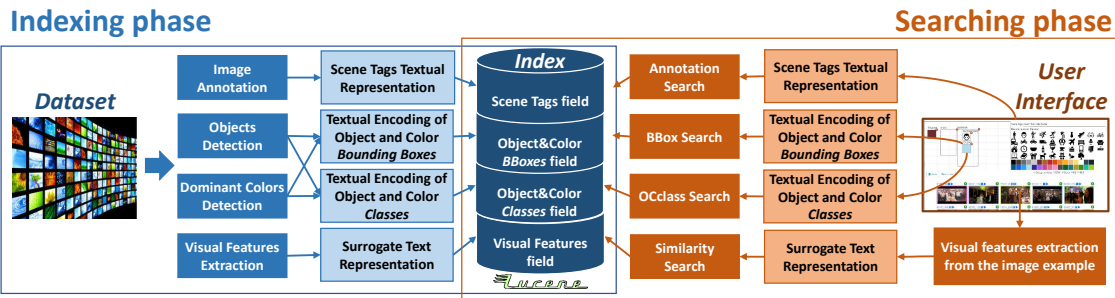 Indexing phase
Searching phase
Dataset
Image
Annotation
Objects
Detection
Dominant Colors
Detection
Visual Features
Extraction
Scene Tags Textual
Representation
Textual Encoding of
Object and Color
Bounding Boxes
Textual Encoding of
Object and Color
Classes
Surrogate Text
Representation
Index
Scene Tags field
Object&Color
BBoxes field
Object&Color
Classes field
Visual Features
field
Lucene
Annotation
Search
BBox Search
OCclass Search
Similarity
Search
Scene Tags Textual
Representation
Textual Encoding of
Object and Color
Bounding Boxes
Textual Encoding of
Object and Color
Classes
Surrogate Text
Representation
User
Interface
Visual features extraction
from the image example